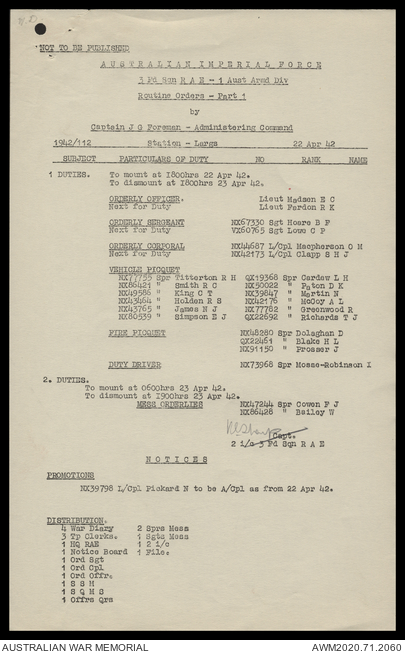 NOT TO BE PUBLISHED
AUSTRALIAN IMPERIAL FORCE
3 Fd Sqn R A E - 1 Aust Armd Div
Routine Orders - Part 1
by
Captain J G Foreman - Administering Command
1942/112 Station - Largs 22 Apr 42
SUBJECT PARTICULARS OF DUTY NO RANK NAME
1 DUTIES. To mount at I800hrs 22 Apr 42.
To dismount at I800hrs 23 Apr 42.
ORDERLY OFFICER. Lieut Madsen E C
Next for Duty Lieut Fardon R K
ORDERLY SERGEANT NX67330 Sgt Hoare B F
Next for Duty VX60765 Sgt Lowe C P
ORDERLY CORPORAL NX44687 L/Cpl Macpherson O M
Next for Duty NX42173 L/Cpl Clapp S H J
VEHICLE PICQUET
NX77755 Spr Titterton R H QX19368 Spr Cardew L H
NX86421 " Smith R C NX50022 " Paton D K
NX49586 " King C T NX39847 " Martin N
NX43464 " Holden R S NX42176 " McCoy A L
NX43765 " James N J NX77782 " Greenwood R
NX80539 " Simpson E J QX22692 " Richards T J
FIRE PICQUET NX48280 Spr Dolaghan D
QX22461 " Blake H L
NX91150 " Prosser J
DUTY DRIVER NX73968 Spr Hosse-Robinson I
2. DUTIES.
To mount at 0600hrs 23 Apr 42.
To dismount at I900hrs 23 Apr 42.
MESS ORDERLIES NX47244 Spr Cowen F J
NX86428 " Bailey W
Capt.
2 i/c 3 Fd Sqn R A E
NOTICES
PROMOTIONS
NX39798 L/Cpl Pickard N to be A/Cpl as from 22 Apr 42.
DISTRIBUTION.
4 War Diary 2 Sprs Mess
3 Tp Clerks. 1 Sgts Mess
1 HQ RAE 1 2 i/c
1 Notice Board 1 File.
1 Ord Sgt
1 Ord Cpl
1 Ord Offr.
1 S S M
1 S Q M S
1 Offrs Qrs
AUSTRALIAN WAR MEMORIAL AWM2020.71.2060